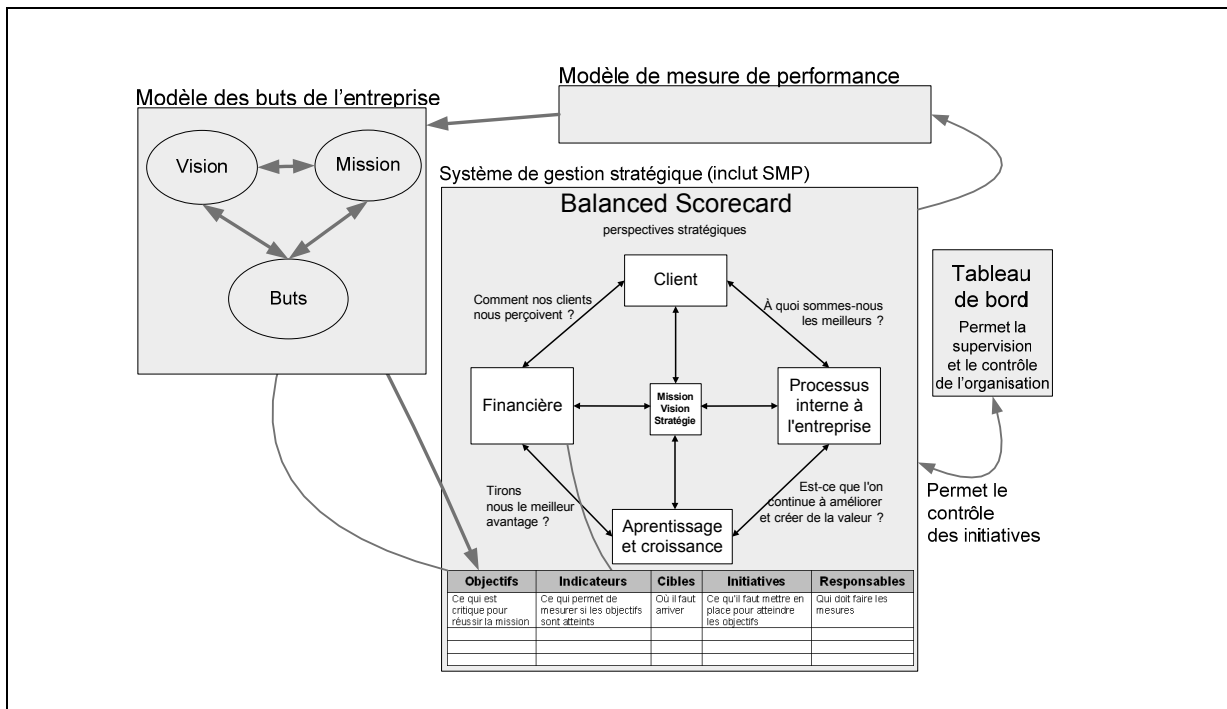 Modèle de mesure de performance
Modèle des buts de l'entreprise
Vision
Mission
Buts
Système de gestion stratégique (inclut SMP)
Balanced Scorecard
perspectives stratégiques
Client
Comment nos clients
nous perçoivent ?
À quoi sommes-nous
les meilleurs ?
Financière
Mission
Vision
Stratégie
Processus
interne à
l'entreprise
Tirons
nous le meilleur
avantage ?
Est-ce que l'on
continue à améliorer
et créer de la valeur ?
Aprentissage
et croissance
Tableau
de bord
Permet la
supervision
et le contrôle
de l'organisation
Permet le
contrôle
des initiatives
Objectifs
Indicateurs
Cibles
Initiatives
Responsables
Ce qui est
critique pour
réussir la mission
Ce qui permet de
mesurer si les objectifs
sont atteints
Où il faut
arriver
Ce qu'il faut mettre en
place pour atteindre
les objectifs
Qui doit faire les
mesures